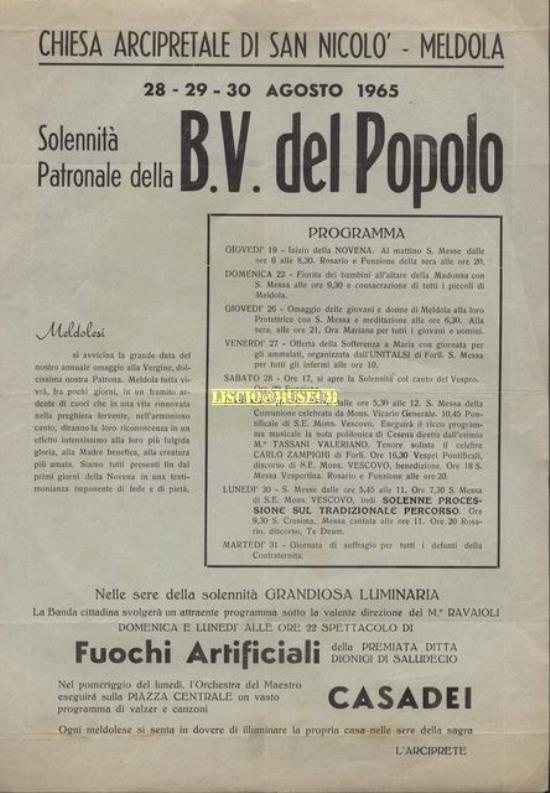 CHIESA ARCIPRETALE DI SAN NICOLO' - MELDOLA
28 - 29 - 30 AGOSTO 1965
Solennità
Patronale della B.V. del Popolo
Meldolesi
si avvicina la grande data del
nostro annuale omaggio alla Vergine, dol-
cissima nostra Patrona. Meldola tutta vi-
vrà, fra pochi giorni, in un fremito ar-
dente di cuori che in una vita rinnovata
nella preghiera fervente, nell'armonioso
canto, diranno la loro riconoscenza in un
effetto intensissimo alla loro più fulgida
gloria, alla Madre benefica, alla creatura
più amata. Siamo tutti presenti fin dai
primi giorni della Novena in una testi-
monianza imponente di fede e di pietà.
PROGRAMMA
GIOVEDI' 19 - Inizio della NOVENA. Al mattino S. Messe dalle
ore 6 alle 8,30. Rosario e Funzione della sera alle ore 20.
DOMENICA 22 - Fiorita dei bambini all'altare della Madonna con
S. Messa alle ore 9,30 e consacrazione di tutti i piccoli di
Meldola.
GIOVEDI' 26 - Omaggio delle giovani e donne di Meldola alla loro
Protettrice con S. Messa e meditazione alle ore 6,30. Alla
sera, alle ore 21, Ora Mariana per tutti i giovani e uomini.
VENERDI' 27 - Offerta della Sofferenza a Maria con giornata per
gli ammalati, organizzata dall'UNITALSI di Forlì. S. Messa
per tutti gli infermi alle ore 10.
SABATO 28 - Ore 17, si apre la Solennità col canto del Vespro.
Ore 20
LISCIO@MUSEUM
dalle ore 5,30 alle 12. S. Messa della
Comunione celebrata da Mons. Vicario Generale. 10,45 Pon-
tificale di S.E. Mons. Vescovo. Eseguirà il ricco program-
ma musicale la nota polifonica di Cesena diretta dall'esimio
M.º TASSANI VALERIANO. Tenore solista il celebre
CARLO ZAMPIGHI di Forlì. Ore 16,30 Vespri Pontificali,
discorso di S.E. Mons. VESCOVO, benedizione. Ore 18 S.
Messa Vespertina. Rosario e Funzione alle ore 20.
LUNEDI' 30 - S. Messe dalle ore 5,45 alle 11. Ore 7,30 S. Messa
di S.E. Mons. VESCOVO, indi SOLENNE PROCES-
SIONE SUL TRADIZIONALE PERCORSO. Ore
9,30 S. Cresima, Messa cantata alle ore 11. Ore 20 Rosa-
rio, discorso, Te Deum.
MARTEDI' 31 - Giornata di suffragio per tutti i defunti della
Confraternita.
Nelle sere della solennità GRANDIOSA LUMINARIA
La Banda cittadina svolgerà un attraente programma sotto la valente direzione del M.º RAVAIOLI
DOMENICA E LUNEDI' ALLE ORE 22 SPETTACOLO DI
Fuochi Artificiali della PREMIATA DITTA
DIONIGI DI SALUDECIO
Nel pomeriggio del lunedì, l'Orchestra del Maestro
eseguirà sulla PIAZZA CENTRALE un vasto
programma di valzer e canzoni
CASADEI
Ogni meldolese si senta in dovere di illuminare la propria casa nelle sere della sagra
L'ARCIPRETE